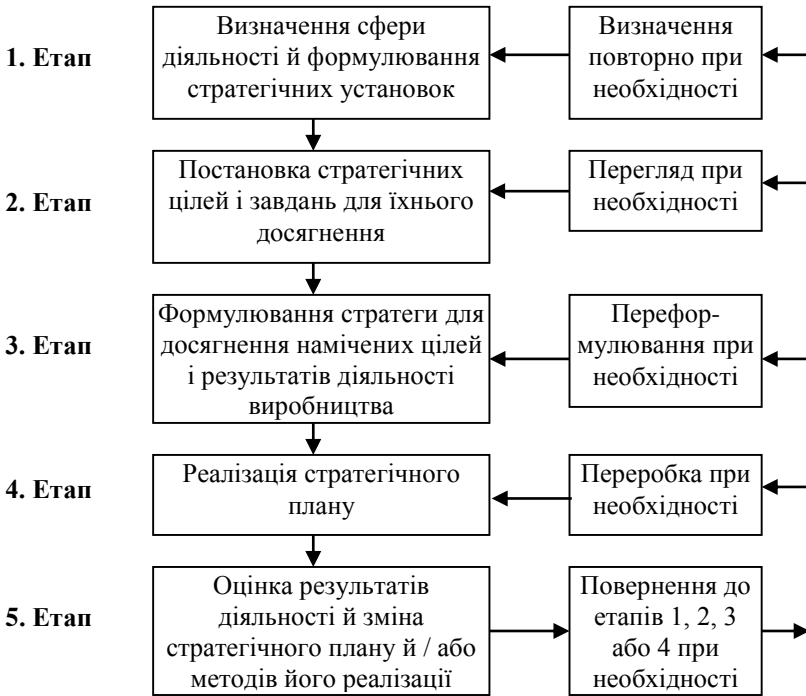 1. Етап
Визначення сфери
діяльності й формулювання
стратегічних установок
Визначення
повторно при
необхідності
2. Етап
Постановка стратегічних
цілей і завдань для їхнього
досягнення
Перегляд при
необхідності
3. Етап
Формулювання стратеги для
досягнення намічених цілей
і результатів діяльності
виробництва
Перефор-
мулювання при
необхідності
4. Етап
Реалізація стратегічного
плану
Переробка при
необхідності
5. Етап
Оцінка результатів
діяльності й зміна
стратегічного плану й / або
методів його реалізації
Повернення до
етапів 1, 2, 3
або 4 при
необхідності